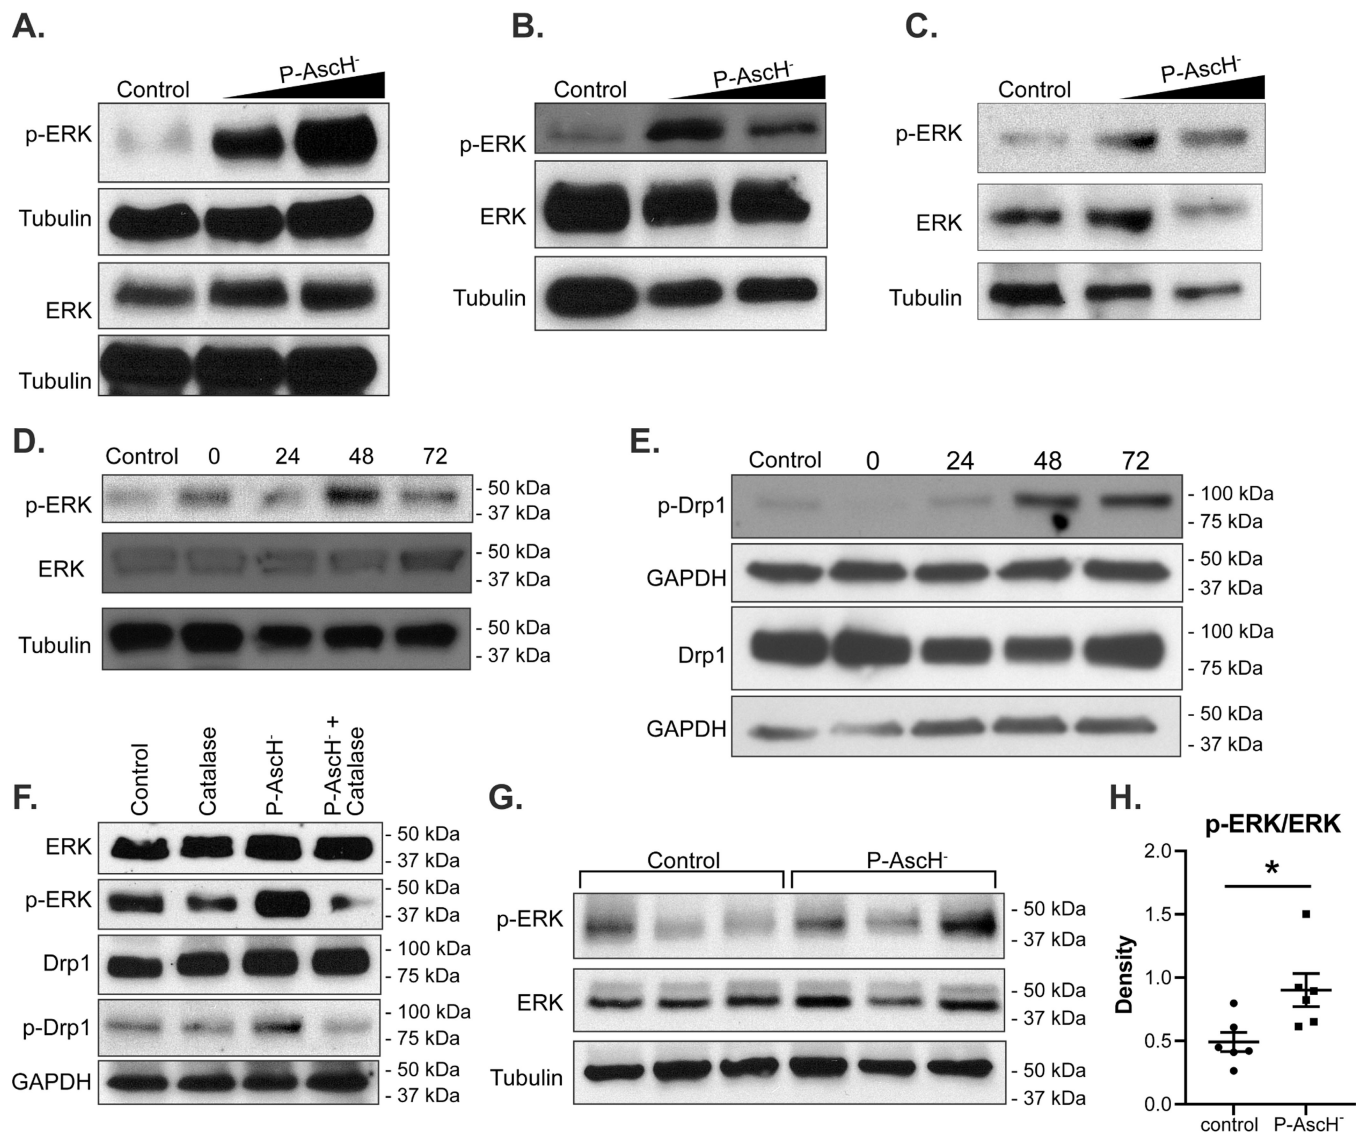 A.
Control P-AscH-
p-ERK
Tubulin
ERK
Tubulin
B.
Control P-AscH-
p-ERK
ERK
Tubulin
C.
Control P-AscH-
p-ERK
ERK
Tubulin
D.
Control 0 24 48 72
p-ERK - 50 kDa
- 37 kDa
ERK - 50 kDa
- 37 kDa
Tubulin - 50 kDa
- 37 kDa
E.
Control 0 24 48 72
p-Drp1 - 100 kDa
- 75 kDa
GAPDH - 50 kDa
- 37 kDa
Drp1 - 100 kDa
- 75 kDa
GAPDH - 50 kDa
- 37 kDa
F.
Control
Catalase
P-AscH-
P-AscH- +
Catalase
ERK - 50 kDa
- 37 kDa
p-ERK - 50 kDa
- 37 kDa
Drp1 - 100 kDa
- 75 kDa
p-Drp1 - 100 kDa
- 75 kDa
GAPDH - 50 kDa
- 37 kDa
G.
Control P-AscH-
p-ERK - 50 kDa
- 37 kDa
ERK - 50 kDa
- 37 kDa
Tubulin - 50 kDa
- 37 kDa
H.
p-ERK/ERK
Density
2.0
1.5
1.0
0.5
0.0
*
control P-AscH-